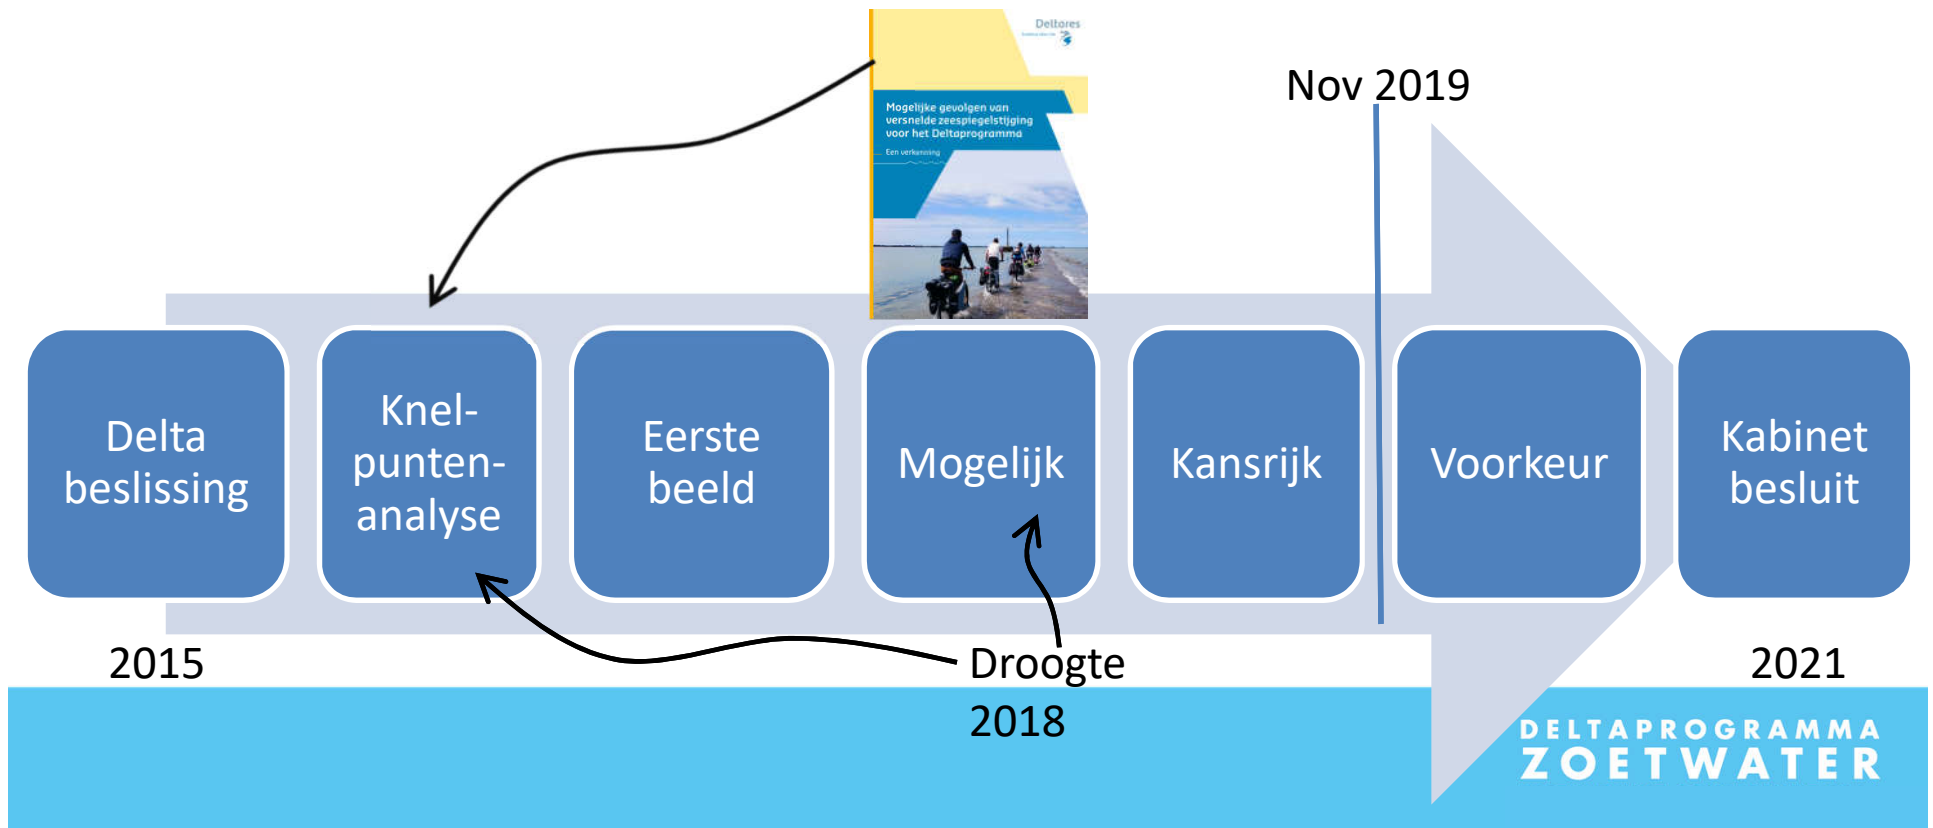 Deltares
Mogelijke gevolgen van
versnelde zeespiegelstijging
voor het Deltaprogramma
Een verkenning
Nov 2019
Delta
beslissing
Knel-
punten-
analyse
Eerste
beeld
Mogelijk
Kansrijk
Voorkeur
Kabinet
besluit
2015
Droogte
2018
2021
DELTAPROGRAMMA
ZOETWATER